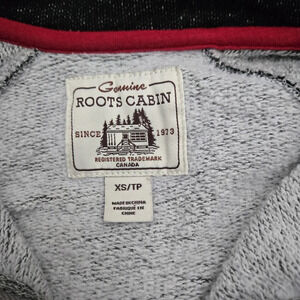 Genuine
ROOTS CABIN
SINCE 1973
REGISTERED TRADEMARK
CANADA
XS/TP
MADE IN CHINA
FABRIQUÉ EN
CHINE